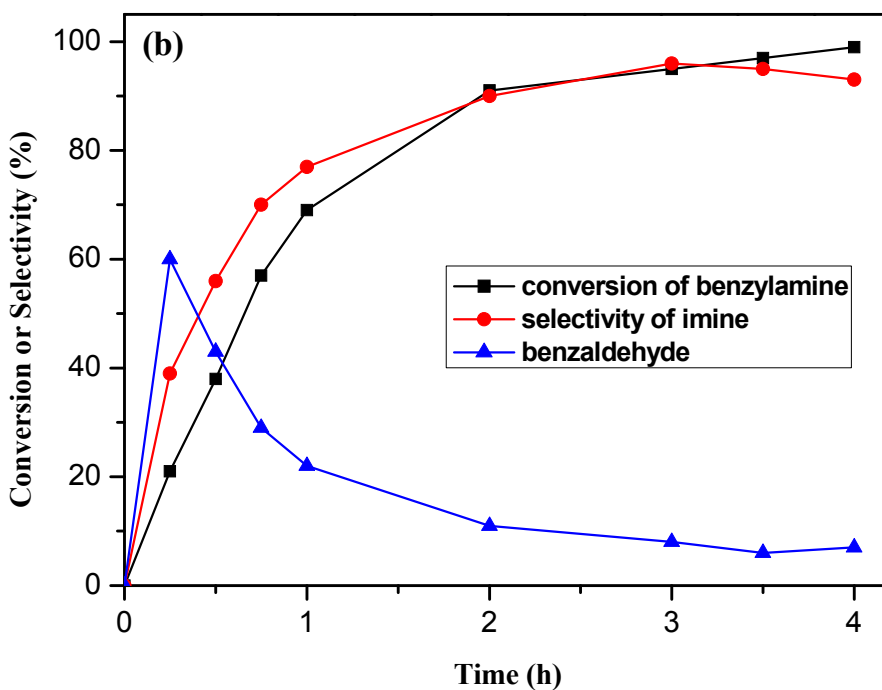 (b)
Conversion or Selectivity (%)
100
80
60
40
20
0
conversion of benzylamine
selectivity of imine
benzaldehyde
0 1 2 3 4
Time (h)